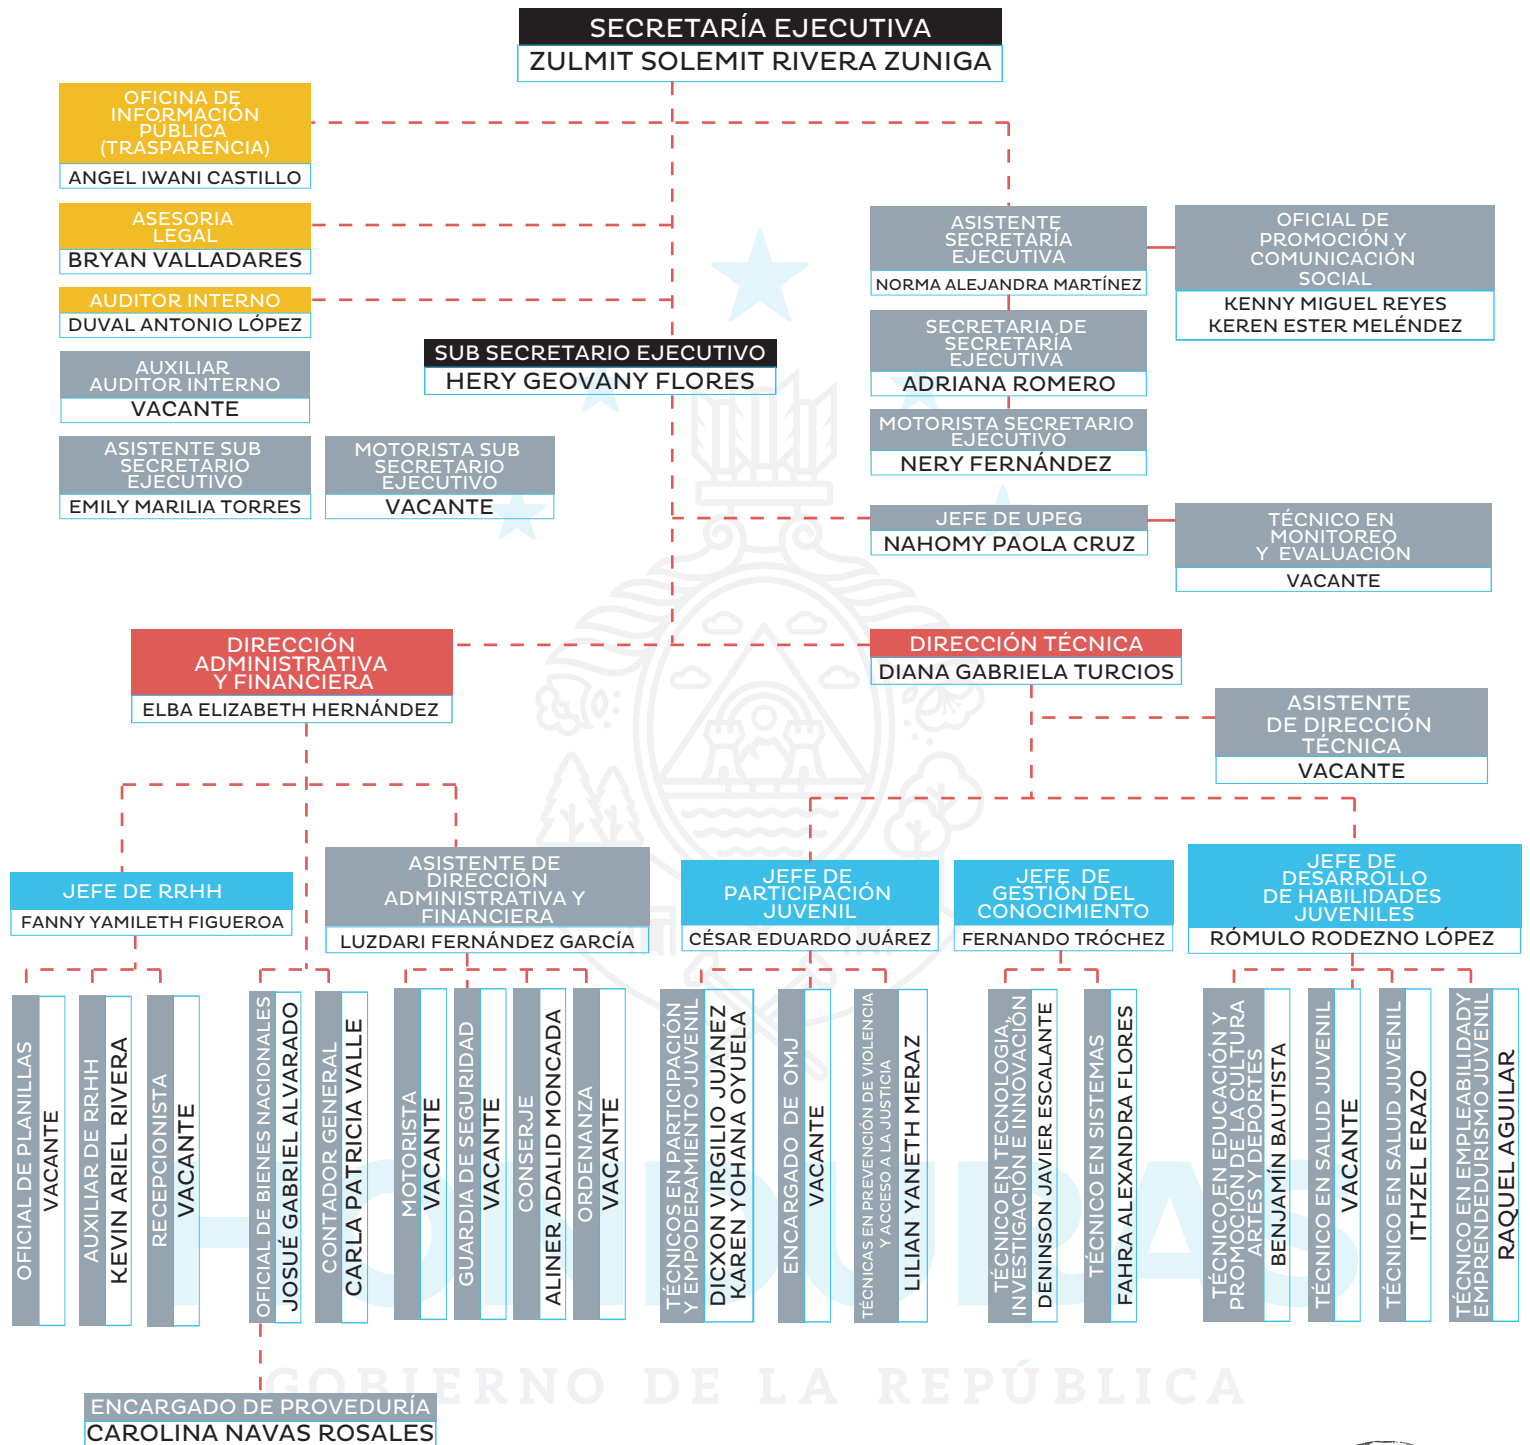 SECRETARÍA EJECUTIVA
ZULMIT SOLEMIT RIVERA ZUNIGA
OFICINA DE
INFORMACIÓN
PÚBLICA
(TRASPARENCIA)
ANGEL IWANI CASTILLO
ASESORIA
LEGAL
BRYAN VALLADARES
AUDITOR INTERNO
DUVAL ANTONIO LÓPEZ
AUXILIAR
AUDITOR INTERNO
VACANTE
ASISTENTE SUB
SECRETARIO
EJECUTIVO
EMILY MARILIA TORRES
MOTORISTA SUB
SECRETARIO
EJECUTIVO
VACANTE
SUB SECRETARIO EJECUTIVO
HERY GEOVANY FLORES
ASISTENTE
SECRETARÍA
EJECUTIVA
NORMA ALEJANDRA MARTÍNEZ
OFICIAL DE
PROMOCIÓN Y
COMUNICACIÓN
SOCIAL
KENNY MIGUEL REYES
KEREN ESTER MELÉNDEZ
SECRETARIA DE
SECRETARÍA
EJECUTIVA
ADRIANA ROMERO
MOTORISTA SECRETARIO
EJECUTIVO
NERY FERNÁNDEZ
JEFE DE UPEG
NAHOMY PAOLA CRUZ
TÉCNICO EN
MONITOREO
Y EVALUACIÓN
VACANTE
DIRECCIÓN
ADMINISTRATIVA
Y FINANCIERA
ELBA ELIZABETH HERNÁNDEZ
DIRECCIÓN TÉCNICA
DIANA GABRIELA TURCIOS
ASISTENTE
DE DIRECCIÓN
TÉCNICA
VACANTE
JEFE DE RRHH
FANNY YAMILETH FIGUEROA
ASISTENTE DE
DIRECCIÓN
ADMINISTRATIVA Y
FINANCIERA
LUZDARI FERNÁNDEZ GARCÍA
JEFE DE
PARTICIPACIÓN
JUVENIL
CÉSAR EDUARDO JUÁREZ
JEFE DE
GESTIÓN DEL
CONOCIMIENTO
FERNANDO TRÓCHEZ
JEFE DE
DESARROLLO
DE HABILIDADES
JUVENILES
RÓMULO RODEZNO LÓPEZ
OFICIAL DE PLANILLAS
VACANTE
AUXILIAR DE RRHH
KEVIN ARIEL RIVERA
RECEPCIONISTA
VACANTE
OFICIAL DE BIENES NACIONALES
JOSUÉ GABRIEL ALVARADO
CONTADOR GENERAL
CARLA PATRICIA VALLE
MOTORISTA
VACANTE
GUARDIA DE SEGURIDAD
VACANTE
CONSERJE
ALINER ADALID MONCADA
ORDENANZA
VACANTE
TÉCNICOS EN PARTICIPACIÓN
Y EMPODERAMIENTO JUVENIL
DICXON VIRGILIO JUANEZ
KAREN YOHANA OYUELA
ENCARGADO DE OMJ
VACANTE
TÉCNICAS EN PREVENCIÓN DE VIOLENCIA
Y ACCESO A LA JUSTICIA
LILIAN YANETH MERAZ
TÉCNICO EN TECNOLOGIA,
INVESTIGACIÓN E INNOVACIÓN
DENINSON JAVIER ESCALANTE
TÉCNICO EN SISTEMAS
FAHRA ALEXANDRA FLORES
TÉCNICO EN EDUCACIÓN Y
PROMOCIÓN DE LA CULTURA
ARTES Y DEPORTES
BENJAMÍN BAUTISTA
TÉCNICO EN SALUD JUVENIL
VACANTE
TÉCNICO EN SALUD JUVENIL
ITHZEL ERAZO
TÉCNICO EN EMPLEABILIDADY
EMPRENDEDURISMO JUVENIL
RAQUEL AGUILAR
HONDURAS
GOBIERNO DE LA REPÚBLICA
ENCARGADO DE PROVEDURÍA
CAROLINA NAVAS ROSALES